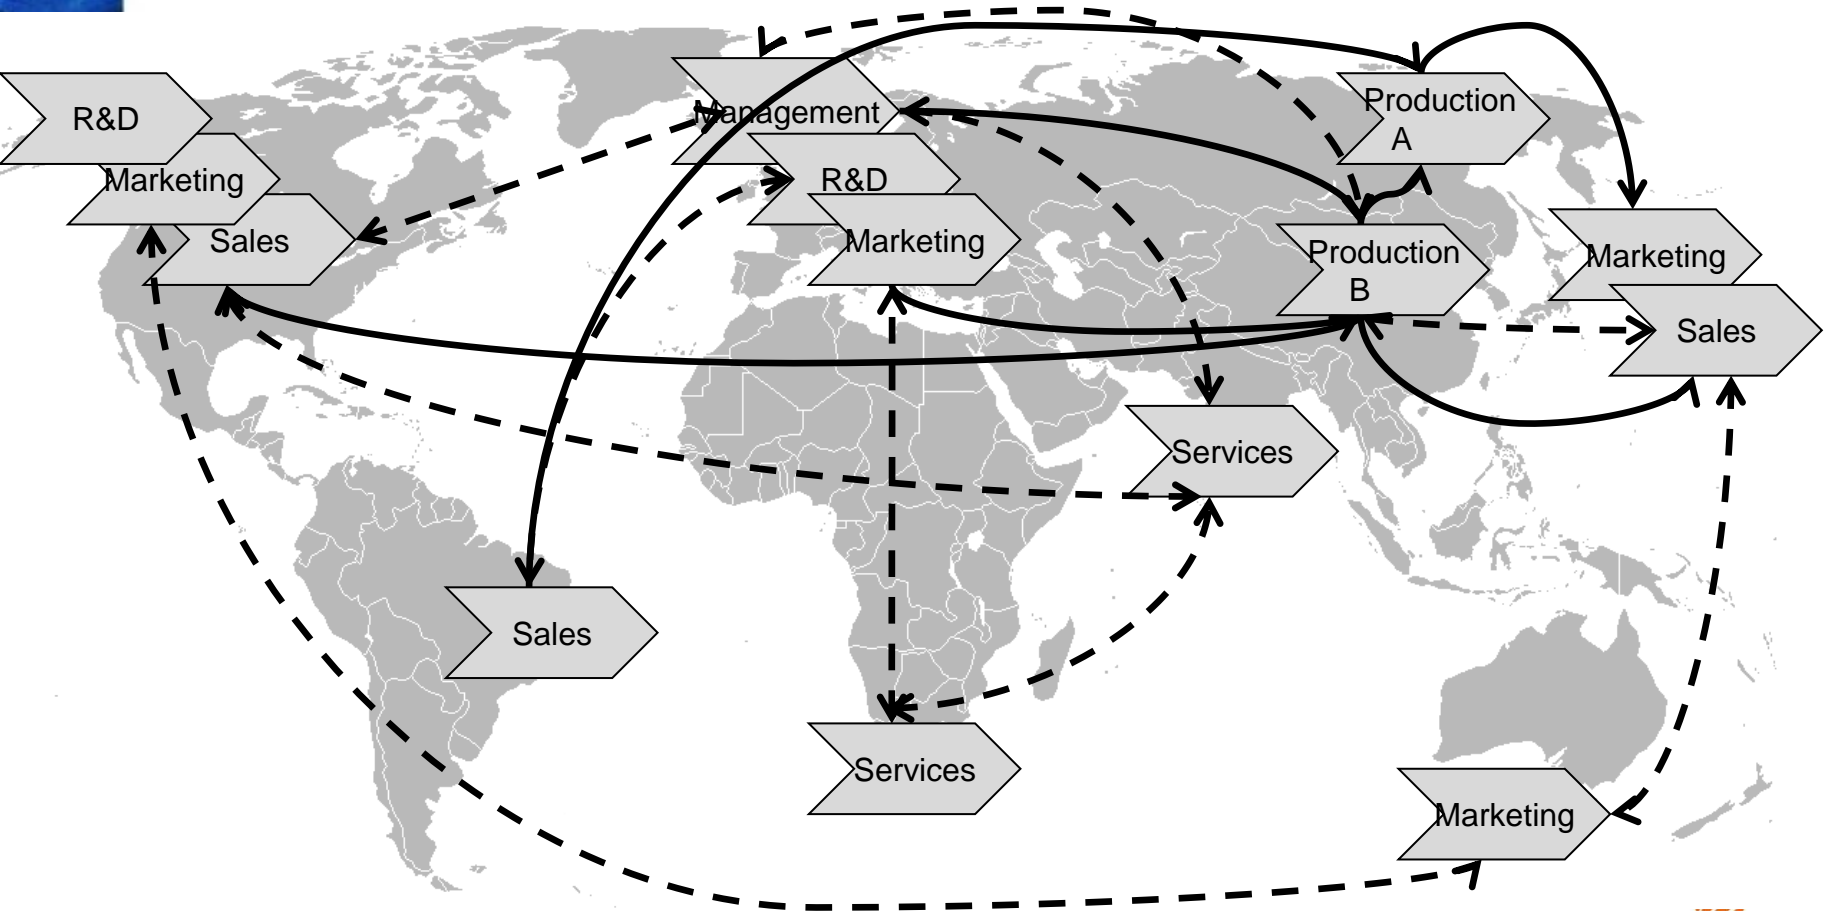 R&D
Marketing
Sales
Management
R&D
Marketing
Production
A
Production
B
Marketing
Sales
Services
Sales
Services
Marketing